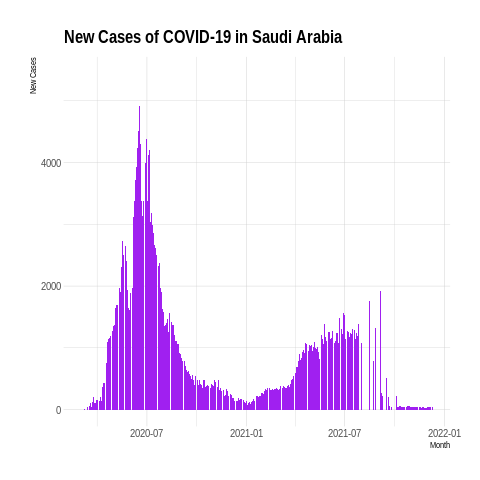 New Cases of COVID-19 in Saudi Arabia
New Cases
4000
2000
0
2020-07 2021-01 2021-07 2022-01
Month